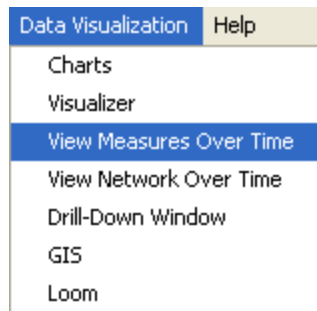 Data Visualization Help
Charts
Visualizer
View Measures Over Time
View Network Over Time
Drill-Down Window
GIS
Loom